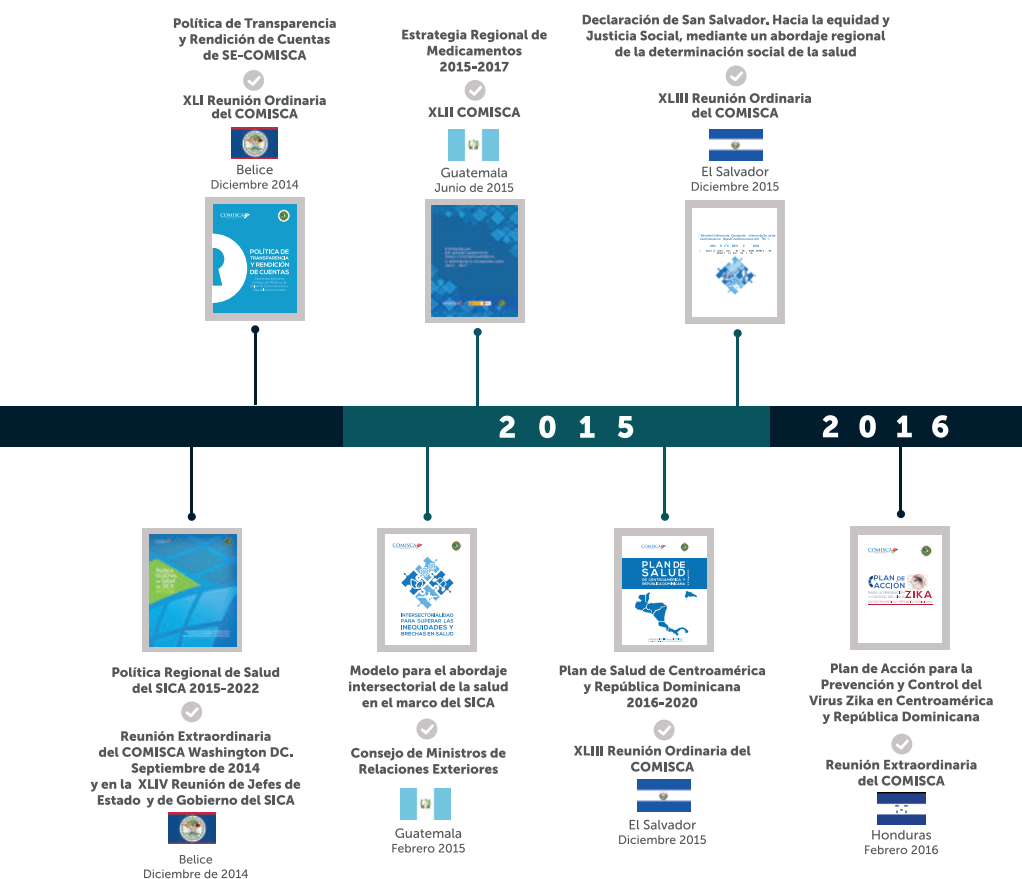 Política de Transparencia
y Rendición de Cuentas
de SE-COMISCA
XLI Reunión Ordinaria
del COMISCA
Belice
Diciembre 2014
COMISCA
POLÍTICA DE
TRANSPARENCIA
Y RENDICIÓN
DE CUENTAS
Estrategia Regional de
Medicamentos
2015-2017
XLII COMISCA
Guatemala
Junio de 2015
Declaración de San Salvador. Hacia la equidad y
Justicia Social, mediante un abordaje regional
de la determinación social de la salud
XLIII Reunión Ordinaria
del COMISCA
El Salvador
Diciembre 2015
2015
2016
Política Regional de Salud
del SICA 2015-2022
Reunión Extraordinaria
del COMISCA Washington DC.
Septiembre de 2014
y en la XLIV Reunión de Jefes de
Estado y de Gobierno del SICA
Belice
Diciembre de 2014
COMISCA
INTERSECTORIALIDAD
PARA SUPERAR LAS
INEQUIDADES Y
BRECHAS EN SALUD
Modelo para el abordaje
intersectorial de la salud
en el marco del SICA
Consejo de Ministros de
Relaciones Exteriores
Guatemala
Febrero 2015
COMISCA
PLAN DE
SALUD
DE CENTROAMÉRICA Y
REPÚBLICA DOMINICANA
Plan de Salud de Centroamérica
y República Dominicana
2016-2020
XLIII Reunión Ordinaria del
COMISCA
El Salvador
Diciembre 2015
COMISCA
PLAN DE
ACCIÓN
ZIKA
Plan de Acción para la
Prevención y Control del
Virus Zika en Centroamérica
y República Dominicana
Reunión Extraordinaria
del COMISCA
Honduras
Febrero 2016